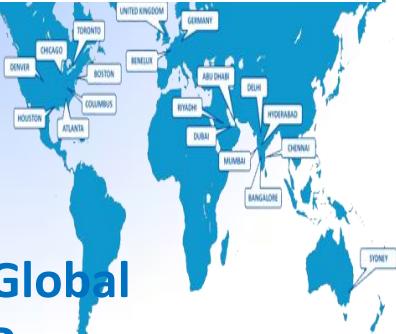 UNITED KINGDOM
GERMANY
TORONTO
CHICAGO
BENELUX
DENVER
BOSTON
ABU DHABI
DELHI
COLUMBUS
RIYADH
HYDERABAD
HOUSTON
ATLANTA
DUBAI
CHENNAI
MUMBAI
BANGALORE
SYDNEY
Global